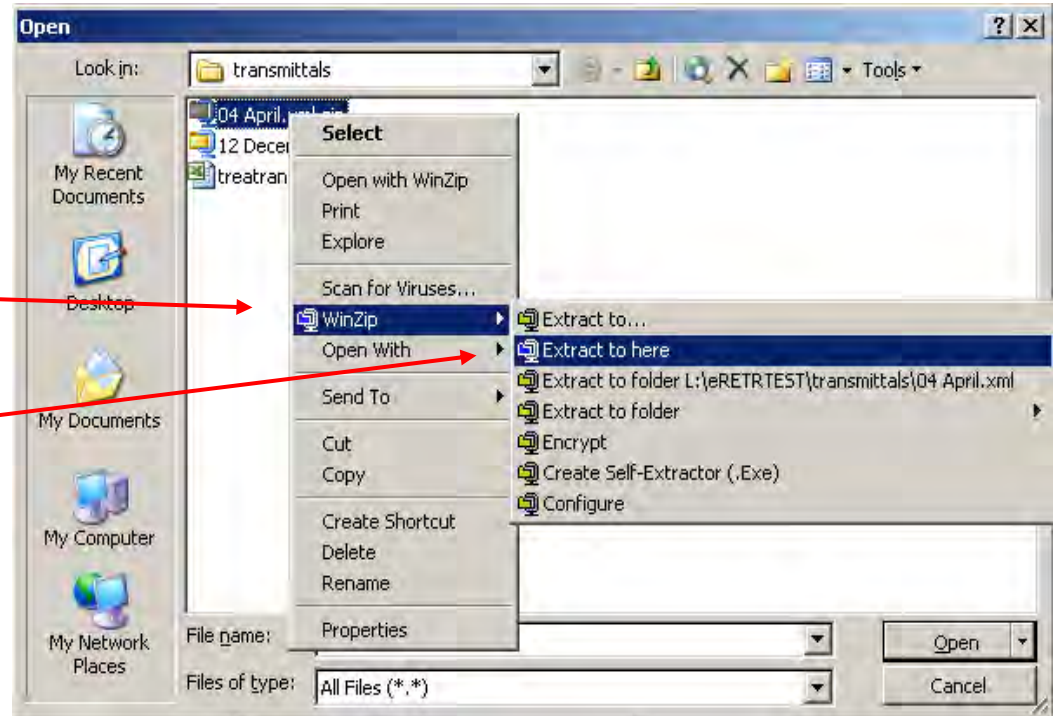 Open
Look in:
transmittals
Tools
My Recent
Documents
Desktop
My Documents
My Computer
My Network
Places
04 April.
12 Decem
treatran
Select
Open with WinZip
Print
Explore
Scan for Viruses...
WinZip
Open With
Send To
Cut
Copy
Create Shortcut
Delete
Rename
Properties
Extract to...
Extract to here
Extract to folder L:\eRETRTEST\transmittals\04 April.xml
Extract to folder
Encrypt
Create Self-Extractor (.Exe)
Configure
File name:
Open
Files of type:
All Files (*.*)
Cancel